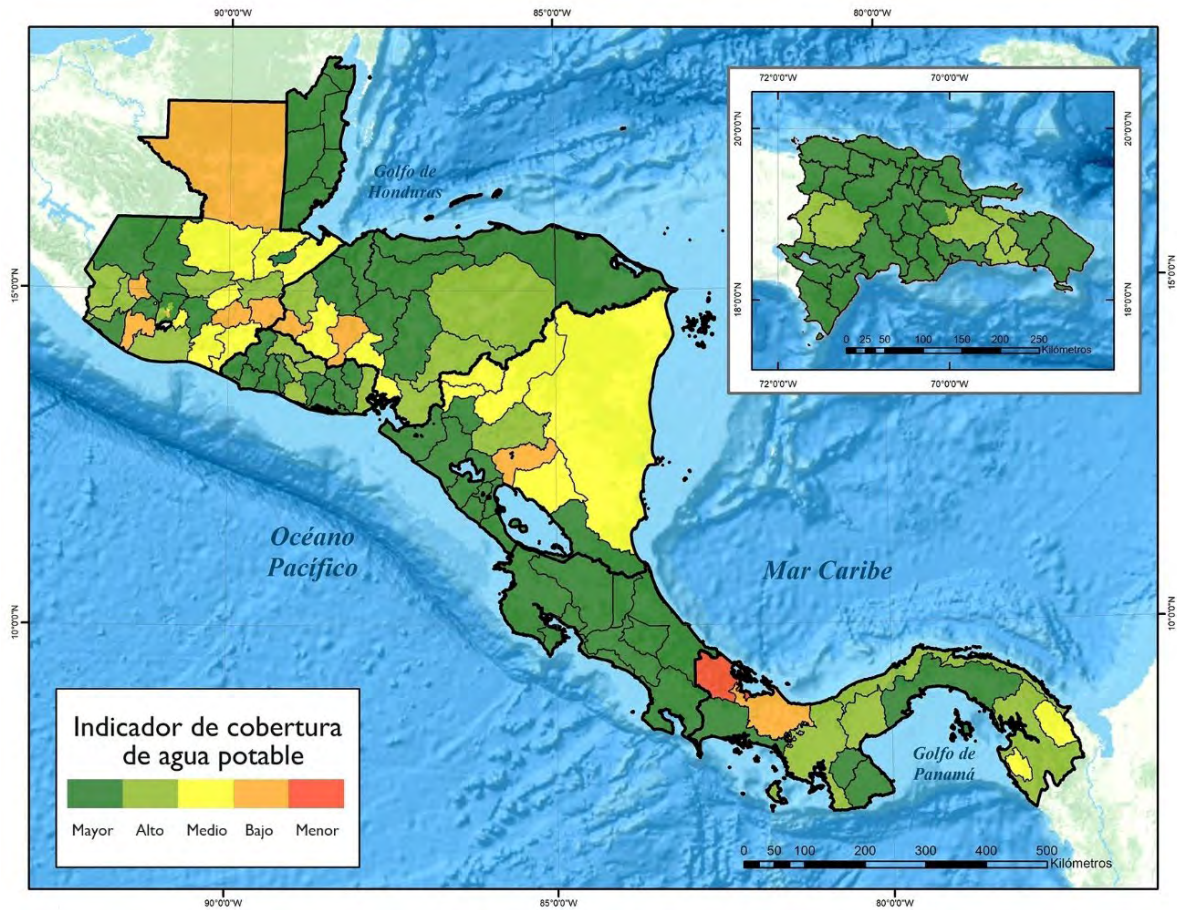 90°0'0"W
85°0'0"W
80°0'0"W
72°0'0"W
70°0'0"W
20°0'0"N
20°0'0"N
18°0'0"N
18°0'0"N
0 25 50 100 150 200 250
Kilómetros
72°0'0"W
70°0'0"W
Golfo de
Honduras
15°0'0"N
15°0'0"N
Océano
Pacífico
Mar Caribe
10°0'0"N
10°0'0"N
Golfo de
Panamá
Indicador de cobertura
de agua potable
Mayor Alto Medio Bajo Menor
0 50 100 200 300 400 500
Kilómetros
90°0'0"W
85°0'0"W
80°0'0"W